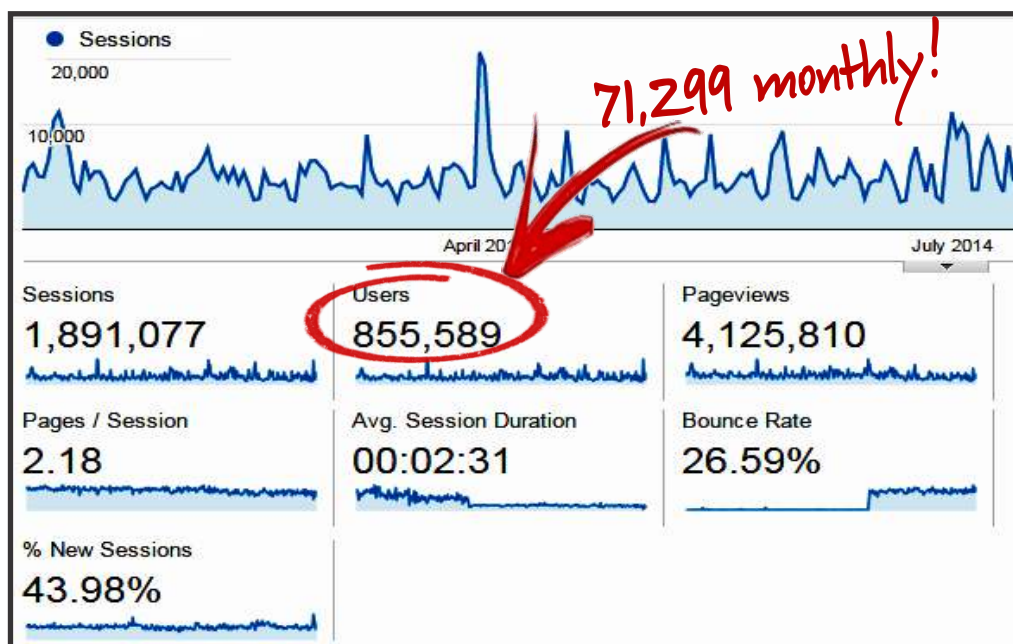 Sessions
20,000
71,299 monthly!
10,000
April 20
July 2014
Sessions
Users
Pageviews
1,891,077
855,589
4,125,810
Pages / Session
Avg. Session Duration
Bounce Rate
2.18
00:02:31
26.59%
% New Sessions
43.98%